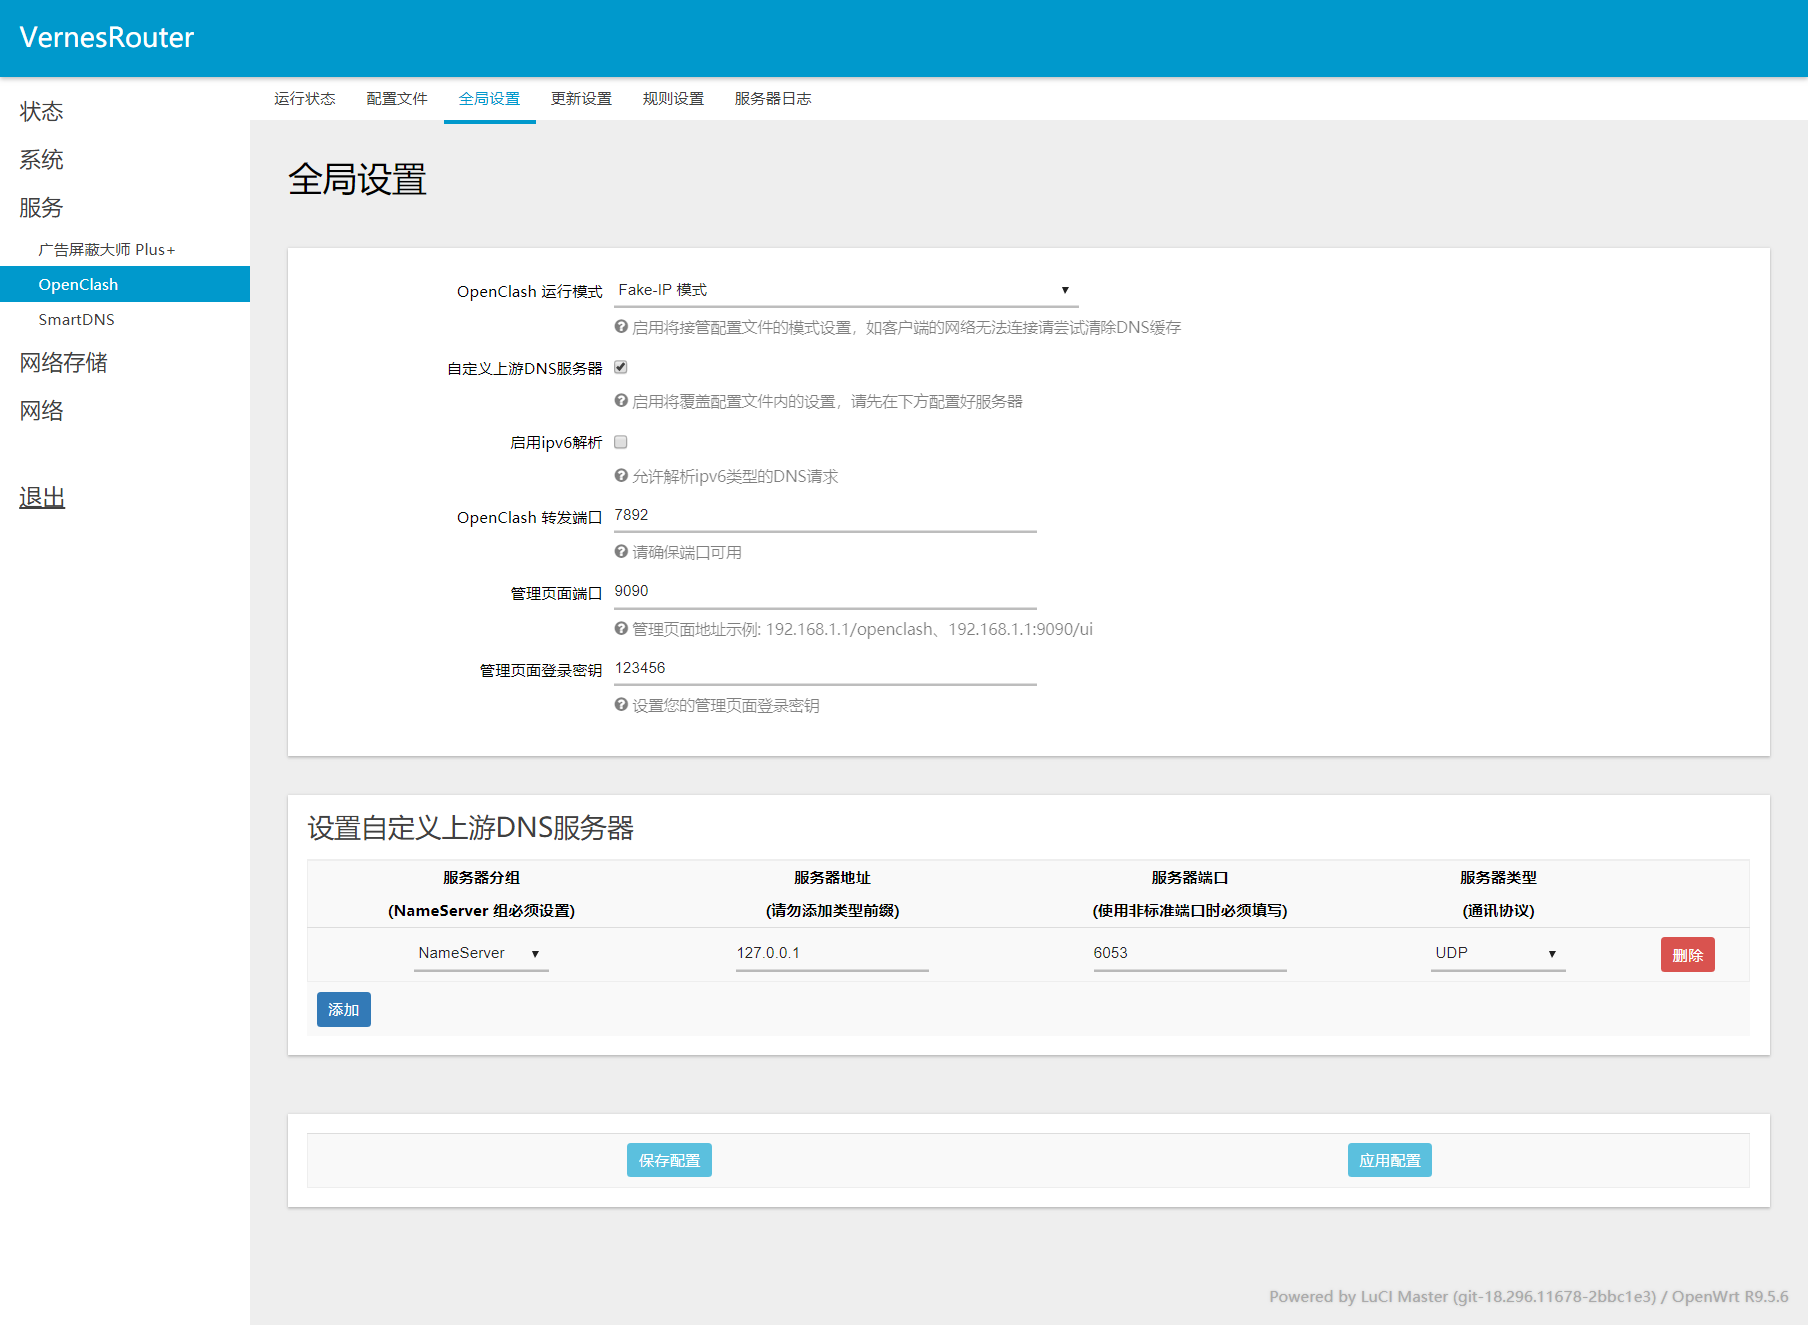 VernesRouter
状态
系统
服务
广告屏蔽大师 Plus+
OpenClash
SmartDNS
网络存储
网络
退出
运行状态 配置文件 全局设置 更新设置 规则设置 服务器日志
全局设置
OpenClash 运行模式 Fake-IP 模式
启用将接管配置文件的模式设置，如客户端的网络无法连接请尝试清除DNS缓存
自定义上游DNS服务器
启用将覆盖配置文件内的设置，请先在下方配置好服务器
启用ipv6解析
允许解析ipv6类型的DNS请求
OpenClash 转发端口 7892
请确保端口可用
管理页面端口 9090
管理页面地址示例: 192.168.1.1/openclash、192.168.1.1:9090/ui
管理页面登录密钥 123456
设置您的管理页面登录密钥
设置自定义上游DNS服务器
服务器分组 服务器地址 服务器端口 服务器类型
(NameServer 组必须设置) (请勿添加类型前缀) (使用非标准端口时必须填写) (通讯协议)
NameServer 127.0.0.1 6053 UDP 删除
添加
保存配置 应用配置
Powered by LuCI Master (git-18.296.11678-2bbc1e3) / OpenWrt R9.5.6